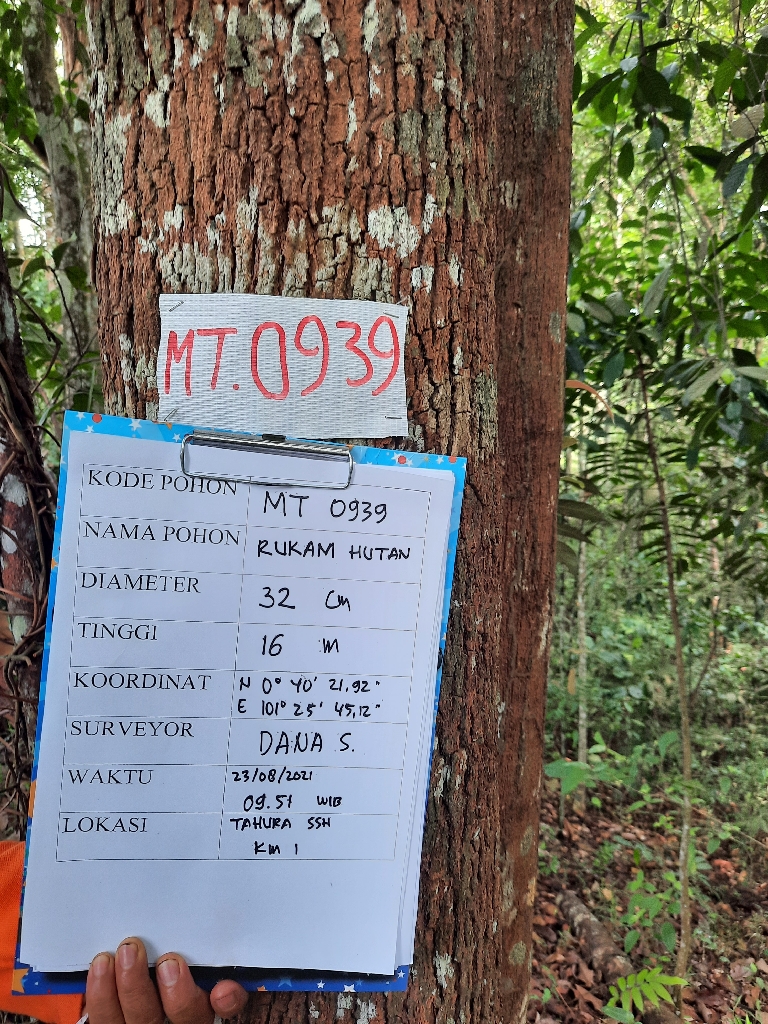 MT.0939
KODE POHON MT 0939
NAMA POHON RUKAM HUTAN
DIAMETER 32 Cm
TINGGI 16 m
KOORDINAT N 0° 40' 21,92"
E 101° 25' 45,12"
SURVEYOR DANA S.
WAKTU 23/08/2021
09.51 WIB
LOKASI TAHURA SSH
Km 1